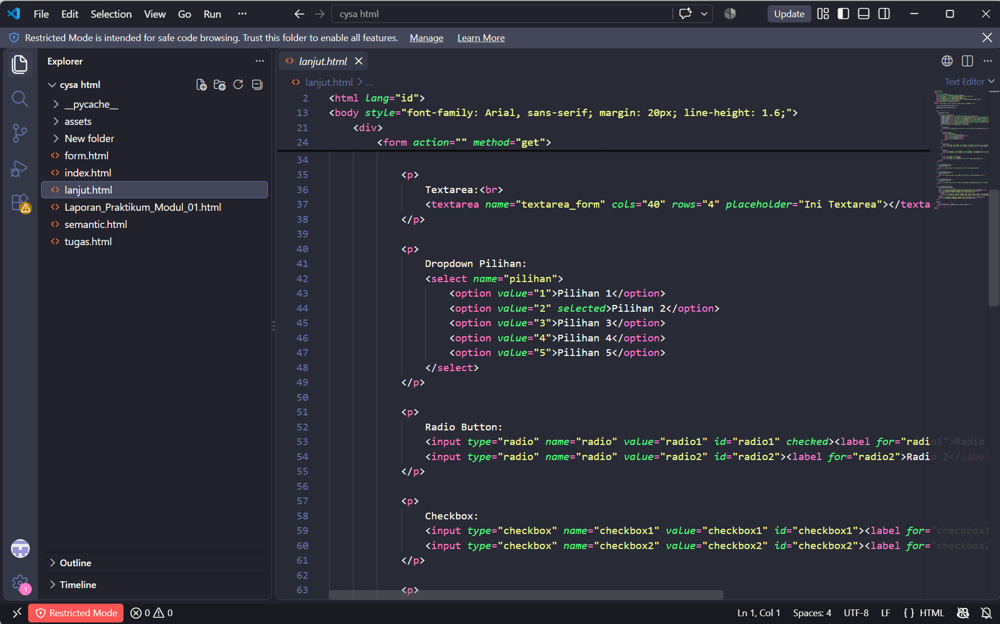 File Edit Selection View Go Run ···
cysa html
Update
Restricted Mode is intended for safe code browsing. Trust this folder to enable all features. Manage Learn More
Explorer
cysa html
__pycache__
assets
New folder
form.html
index.html
lanjut.html
Laporan_Praktikum_Modul_01.html
semantic.html
tugas.html
Outline
Timeline
1
lanjut.html
lanjut.html > ...
Text Editor
2 <html lang="id">
13 <body style="font-family: Arial, sans-serif; margin: 20px; line-height: 1.6;">
21 <div>
24 <form action="" method="get">
34
35 <p>
36 Textarea:<br>
37 <textarea name="textarea_form" cols="40" rows="4" placeholder="Ini Textarea"></texta
38 </p>
39
40 <p>
41 Dropdown Pilihan:
42 <select name="pilihan">
43 <option value="1">Pilihan 1</option>
44 <option value="2" selected>Pilihan 2</option>
45 <option value="3">Pilihan 3</option>
46 <option value="4">Pilihan 4</option>
47 <option value="5">Pilihan 5</option>
48 </select>
49 </p>
50
51 <p>
52 Radio Button:
53 <input type="radio" name="radio" value="radio1" id="radio1" checked><label for="radio1">Radio
54 <input type="radio" name="radio" value="radio2" id="radio2"><label for="radio2">Radio 2</label
55 </p>
56
57 <p>
58 Checkbox:
59 <input type="checkbox" name="checkbox1" value="checkbox1" id="checkbox1"><label for="checkbox1
60 <input type="checkbox" name="checkbox2" value="checkbox2" id="checkbox2"><label for="checkbox2
61 </p>
62
63 <p>
Restricted Mode 0 0
Ln 1, Col 1 Spaces: 4 UTF-8 LF { } HTML